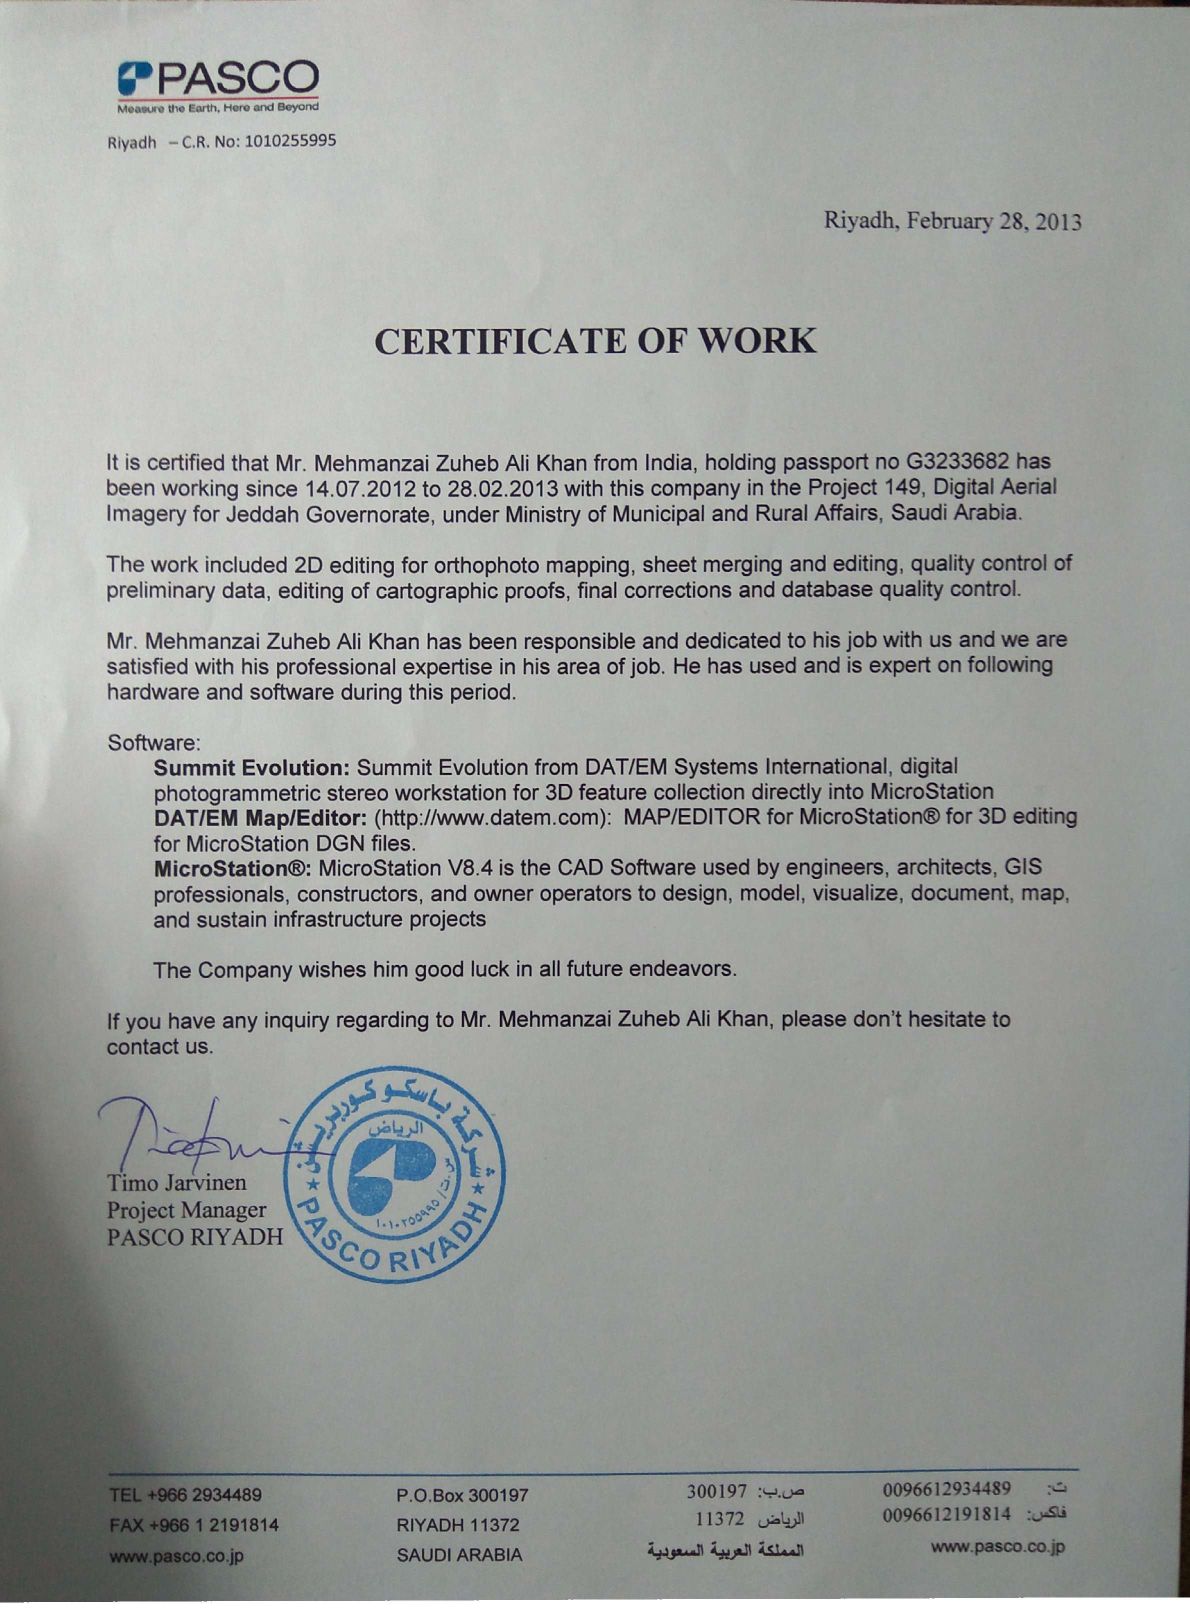 PASCO
Measure the Earth, Here and Beyond
Riyadh – C.R. No: 1010255995
Riyadh, February 28, 2013
CERTIFICATE OF WORK
It is certified that Mr. Mehmanzai Zuheb Ali Khan from India, holding passport no G3233682 has
been working since 14.07.2012 to 28.02.2013 with this company in the Project 149, Digital Aerial
Imagery for Jeddah Governorate, under Ministry of Municipal and Rural Affairs, Saudi Arabia.
The work included 2D editing for orthophoto mapping, sheet merging and editing, quality control of
preliminary data, editing of cartographic proofs, final corrections and database quality control.
Mr. Mehmanzai Zuheb Ali Khan has been responsible and dedicated to his job with us and we are
satisfied with his professional expertise in his area of job. He has used and is expert on following
hardware and software during this period.
Software:
Summit Evolution: Summit Evolution from DAT/EM Systems International, digital
photogrammetric stereo workstation for 3D feature collection directly into MicroStation
DAT/EM Map/Editor: (http://www.datem.com): MAP/EDITOR for MicroStation® for 3D editing
for MicroStation DGN files.
MicroStation®: MicroStation V8.4 is the CAD Software used by engineers, architects, GIS
professionals, constructors, and owner operators to design, model, visualize, document, map,
and sustain infrastructure projects
The Company wishes him good luck in all future endeavors.
If you have any inquiry regarding to Mr. Mehmanzai Zuheb Ali Khan, please don't hesitate to
contact us.
شركة باسكو كوربريشن
الرياض
س.ت/ ١٠١٠٢٥٥٩٩٥
PASCO RIYADH
Timo Jarvinen
Project Manager
PASCO RIYADH
TEL +966 2934489 P.O.Box 300197 ص.ب: 300197 ت: 0096612934489
FAX +966 1 2191814 RIYADH 11372 الرياض 11372 فاكس: 0096612191814
www.pasco.co.jp SAUDI ARABIA المملكة العربية السعودية www.pasco.co.jp